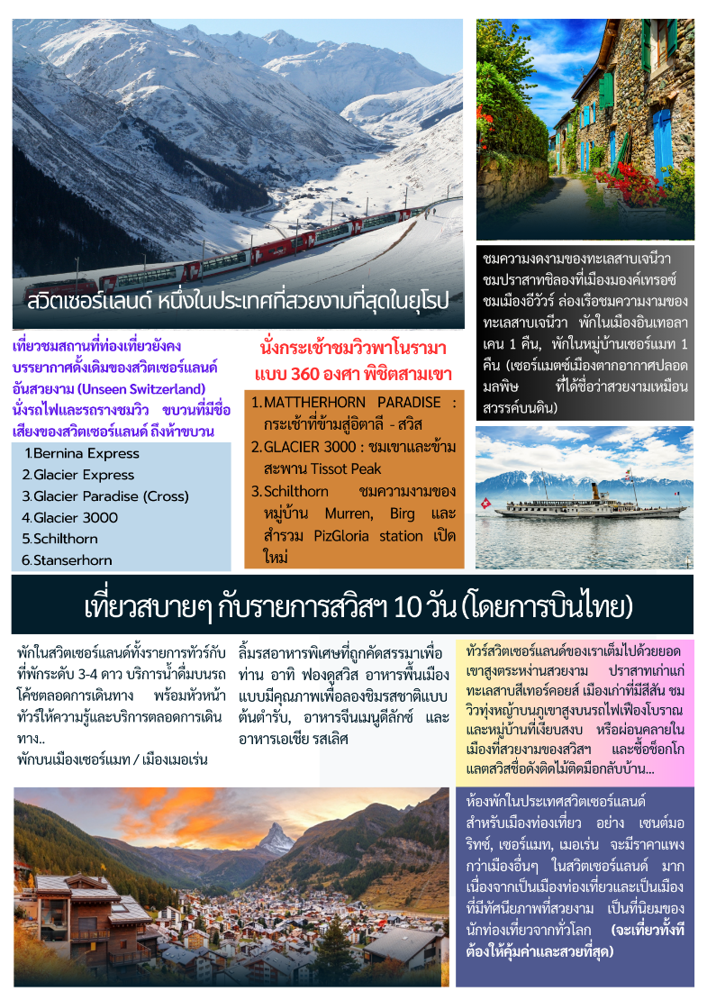 สวิตเซอร์แลนด์ หนึ่งในประเทศที่สวยงามที่สุดในยุโรป
ชมความงดงามของทะเลสาบเจนีวา
ชมปราสาทชิลองที่เมืองมองค์เทรอซ์
ชมเมืองอีวัวร์ ล่องเรือชมความงามของ
ทะเลสาบเจนีวา พักในเมืองอินเทอลา
เคน 1 คืน, พักในหมู่บ้านเซอร์แมท 1
คืน (เซอร์แมตซ์เมืองตากอากาศปลอด
มลพิษ ที่ได้ชื่อว่าสวยงามเหมือน
สวรรค์บนดิน)
เที่ยวชมสถานที่ท่องเที่ยวยังคง
บรรยากาศดั้งเดิมของสวิตเซอร์แลนด์
อันสวยงาม (Unseen Switzerland)
นั่งรถไฟและรถรางชมวิว ขบวนที่มีชื่อ
เสียงของสวิตเซอร์แลนด์ ถึงห้าขบวน
1.Bernina Express
2.Glacier Express
3.Glacier Paradise (Cross)
4.Glacier 3000
5.Schilthorn
6.Stanserhorn
นั่งกระเช้าชมวิวพาโนรามา
แบบ 360 องศา พิชิตสามเขา
1.MATTHERHORN PARADISE :
กระเช้าที่ข้ามสู่อิตาลี - สวิส
2.GLACIER 3000 : ชมเขาและข้าม
สะพาน Tissot Peak
3.Schilthorn ชมความงามของ
หมู่บ้าน Murren, Birg และ
สำรวม PizGloria station เปิด
ใหม่
เที่ยวสบายๆ กับรายการสวิสฯ 10 วัน (โดยการบินไทย)
พักในสวิตเซอร์แลนด์ทั้งรายการทัวร์กับ
ที่พักระดับ 3-4 ดาว บริการน้ำดื่มบนรถ
โค้ชตลอดการเดินทาง พร้อมหัวหน้า
ทัวร์ให้ความรู้และบริการตลอดการเดิน
ทาง..
พักบนเมืองเซอร์แมท / เมืองเมอเร่น
ลิ้มรสอาหารพิเศษที่ถูกคัดสรรมาเพื่อ
ท่าน อาทิ ฟองดูสวิส อาหารพื้นเมือง
แบบมีคุณภาพเพื่อลองชิมรสชาติแบบ
ต้นตำรับ, อาหารจีนเมนูดีลักซ์ และ
อาหารเอเชีย รสเลิศ
ทัวร์สวิตเซอร์แลนด์ของเราเต็มไปด้วยยอด
เขาสูงตระหง่านสวยงาม ปราสาทเก่าแก่
ทะเลสาบสีเทอร์คอยส์ เมืองเก่าที่มีสีสัน ชม
วิวทุ่งหญ้าบนภูเขาสูงบนรถไฟเฟืองโบราณ
และหมู่บ้านที่เงียบสงบ หรือผ่อนคลายใน
เมืองที่สวยงามของสวิสฯ และซื้อช็อกโก
แลตสวิสชื่อดังติดไม้ติดมือกลับบ้าน...
ห้องพักในประเทศสวิตเซอร์แลนด์
สำหรับเมืองท่องเที่ยว อย่าง เซนต์มอ
ริทซ์, เซอร์แมท, เมอเร่น จะมีราคาแพง
กว่าเมืองอื่นๆ ในสวิตเซอร์แลนด์ มาก
เนื่องจากเป็นเมืองท่องเที่ยวและเป็นเมือง
ที่มีทัศนียภาพที่สวยงาม เป็นที่นิยมของ
นักท่องเที่ยวจากทั่วโลก (จะเที่ยวทั้งที
ต้องให้คุ้มค่าและสวยที่สุด)